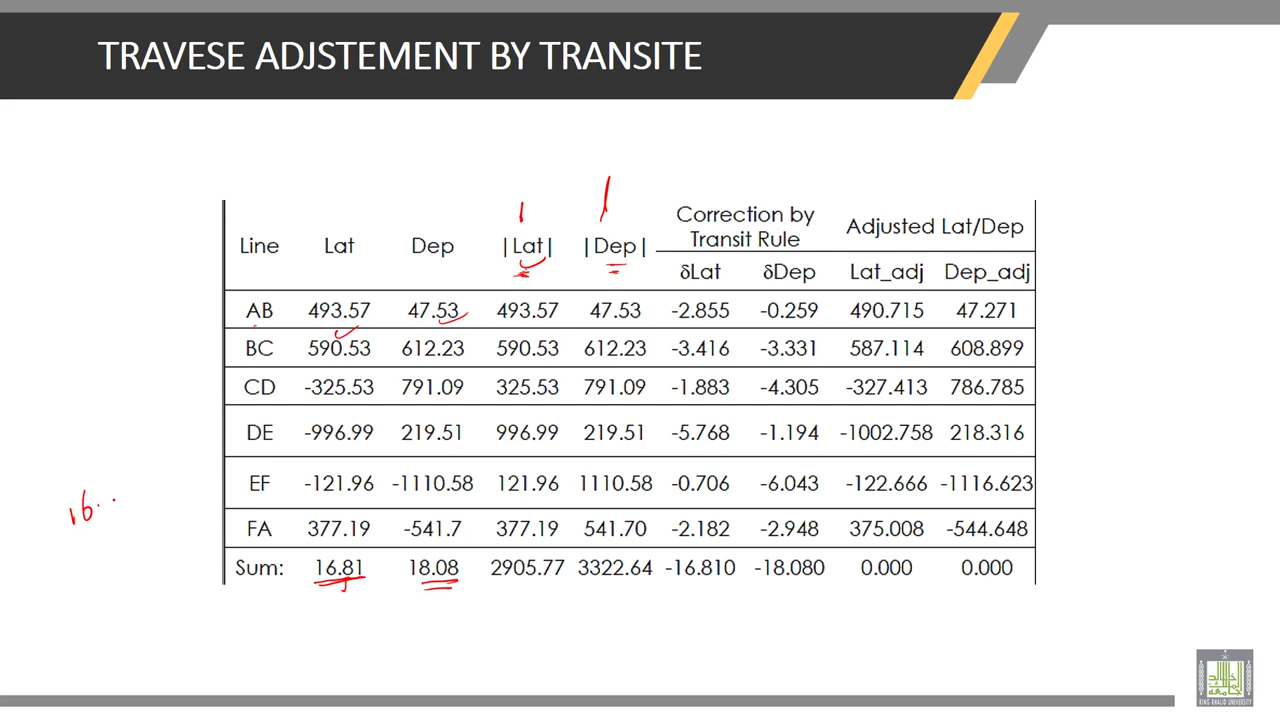 TRAVESE ADJSTEMENT BY TRANSITE
Line Lat Dep |Lat| |Dep| Correction by Transit Rule Adjusted Lat/Dep
δLat δDep Lat_adj Dep_adj
AB 493.57 47.53 493.57 47.53 -2.855 -0.259 490.715 47.271
BC 590.53 612.23 590.53 612.23 -3.416 -3.331 587.114 608.899
CD -325.53 791.09 325.53 791.09 -1.883 -4.305 -327.413 786.785
DE -996.99 219.51 996.99 219.51 -5.768 -1.194 -1002.758 218.316
EF -121.96 -1110.58 121.96 1110.58 -0.706 -6.043 -122.666 -1116.623
16.
FA 377.19 -541.7 377.19 541.70 -2.182 -2.948 375.008 -544.648
Sum: 16.81 18.08 2905.77 3322.64 -16.810 -18.080 0.000 0.000
KING KHALID UNIVERSITY